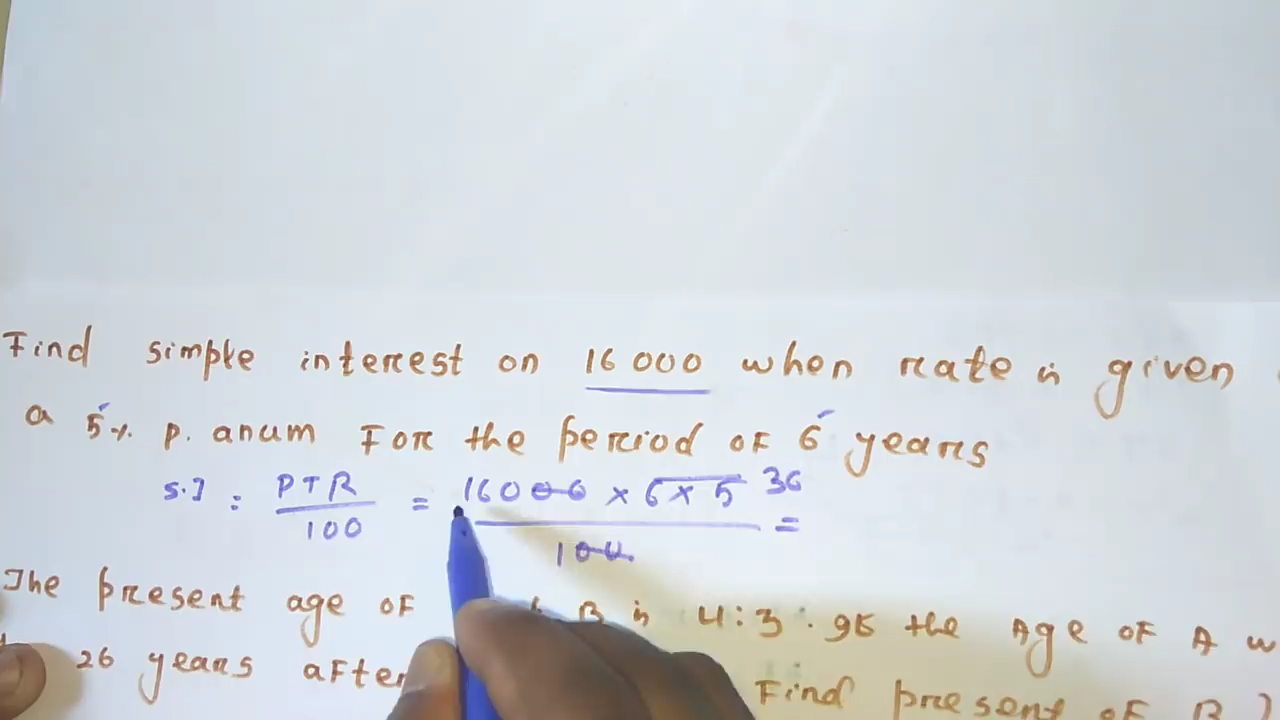 Find simple interest on 16000 when rate is given
a 5% p. anum For the period of 6 years
S.I = PTR/100 = 16000 × 6 × 5/100 = 30
The present age of B is 4:3. If the Age of A
26 years after Find present of B